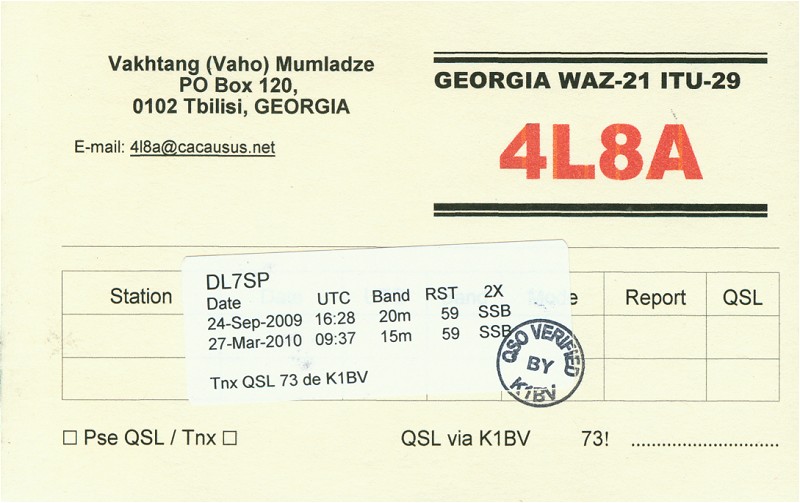 Vakhtang (Vaho) Mumladze
PO Box 120,
0102 Tbilisi, GEORGIA
E-mail: 4l8a@cacausus.net
GEORGIA WAZ-21 ITU-29
4L8A
Station e Report QSL
DL7SP
Date UTC Band RST 2X
24-Sep-2009 16:28 20m 59 SSB
27-Mar-2010 09:37 15m 59 SSB
Tnx QSL 73 de K1BV
QSO VERIFIED
BY
K1BV
☐ Pse QSL / Tnx ☐ QSL via K1BV 73! ............................